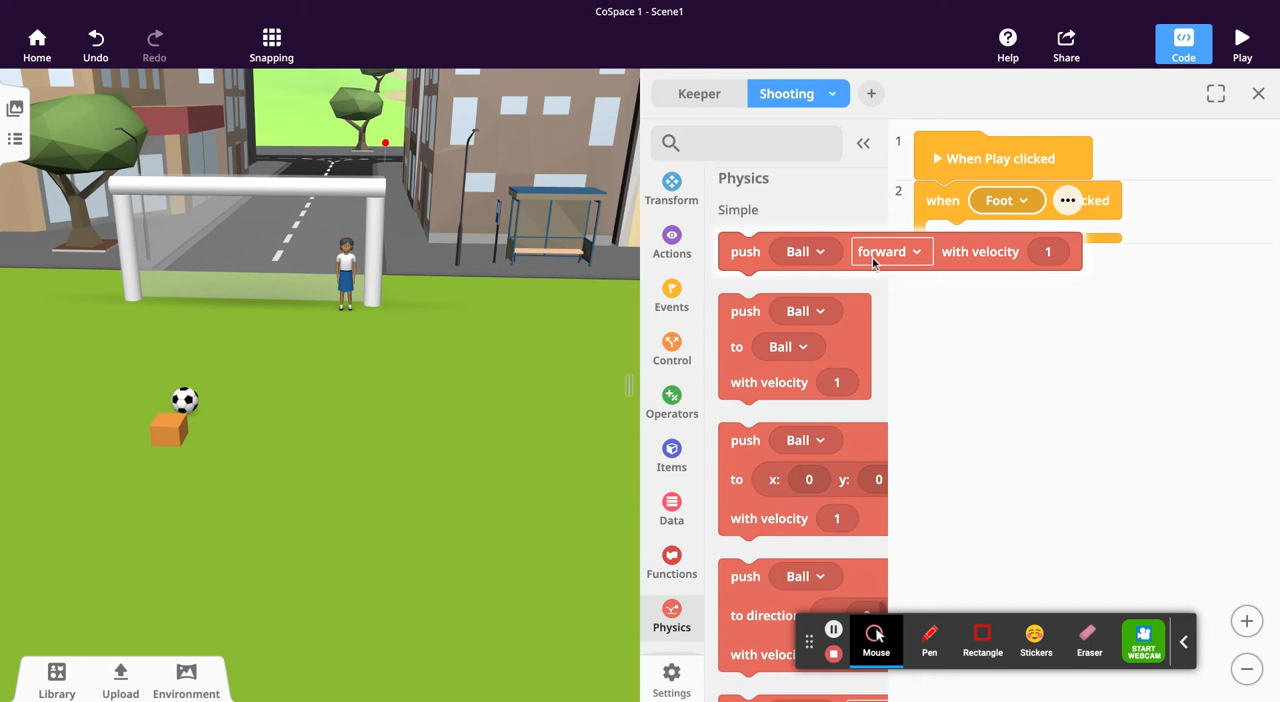 CoSpace 1 - Scene1
Home Undo Redo Snapping Help Share Code Play
Keeper Shooting +
Transform
Actions
Events
Control
Operators
Items
Data
Functions
Physics
Settings
Physics
Simple
push Ball forward with velocity 1
push Ball
to Ball
with velocity 1
push Ball
to x: 0 y: 0
with velocity 1
push Ball
to direction
with
1 When Play clicked
2 when Foot ••• cked
Library Upload Environment
Mouse Pen Rectangle Stickers Eraser START
WEBCAM